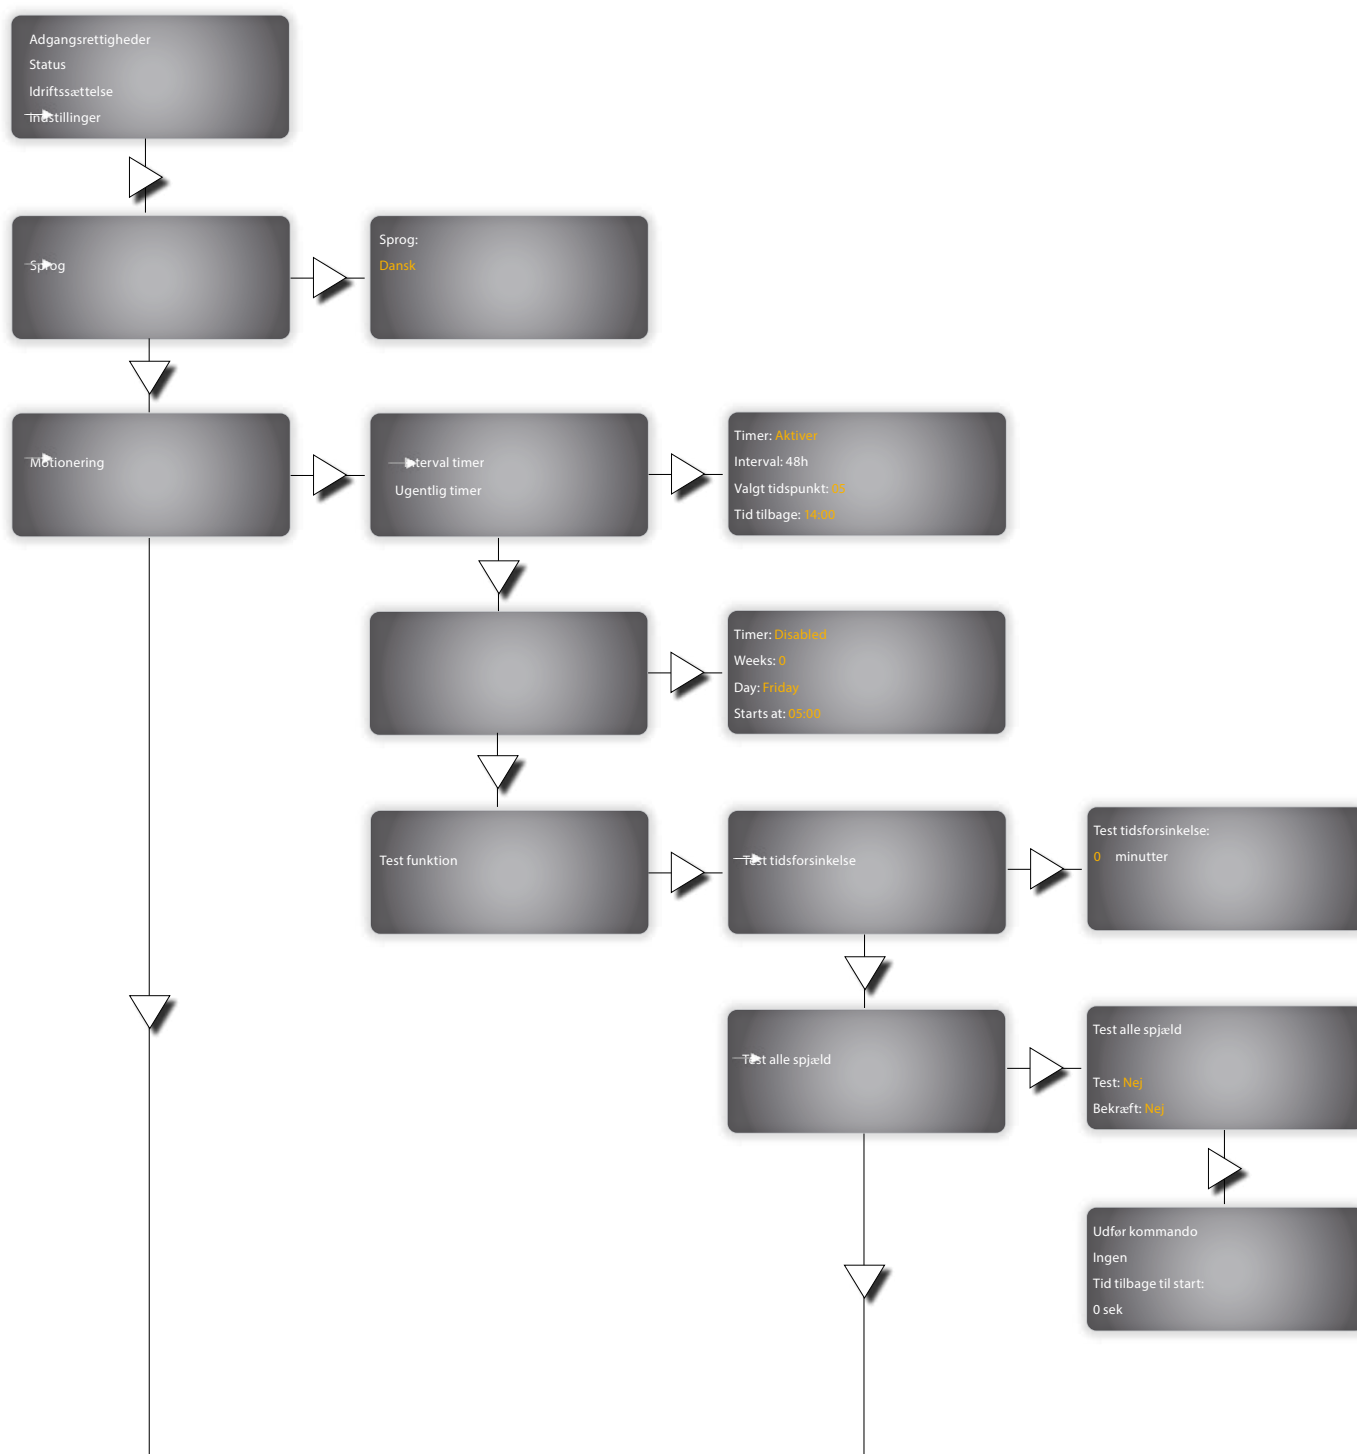 Adgangsrettigheder
Status
Idriftssættelse
Indstillinger
Sprog
Sprog:
Dansk
Motionering
Interval timer
Ugentlig timer
Timer: Aktiver
Interval: 48h
Valgt tidspunkt: 05
Tid tilbage: 14:00
Timer: Disabled
Weeks: 0
Day: Friday
Starts at: 05:00
Test funktion
Test tidsforsinkelse
Test tidsforsinkelse:
0 minutter
Test alle spjæld
Test alle spjæld
Test: Nej
Bekræft: Nej
Udfør kommando
Ingen
Tid tilbage til start:
0 sek